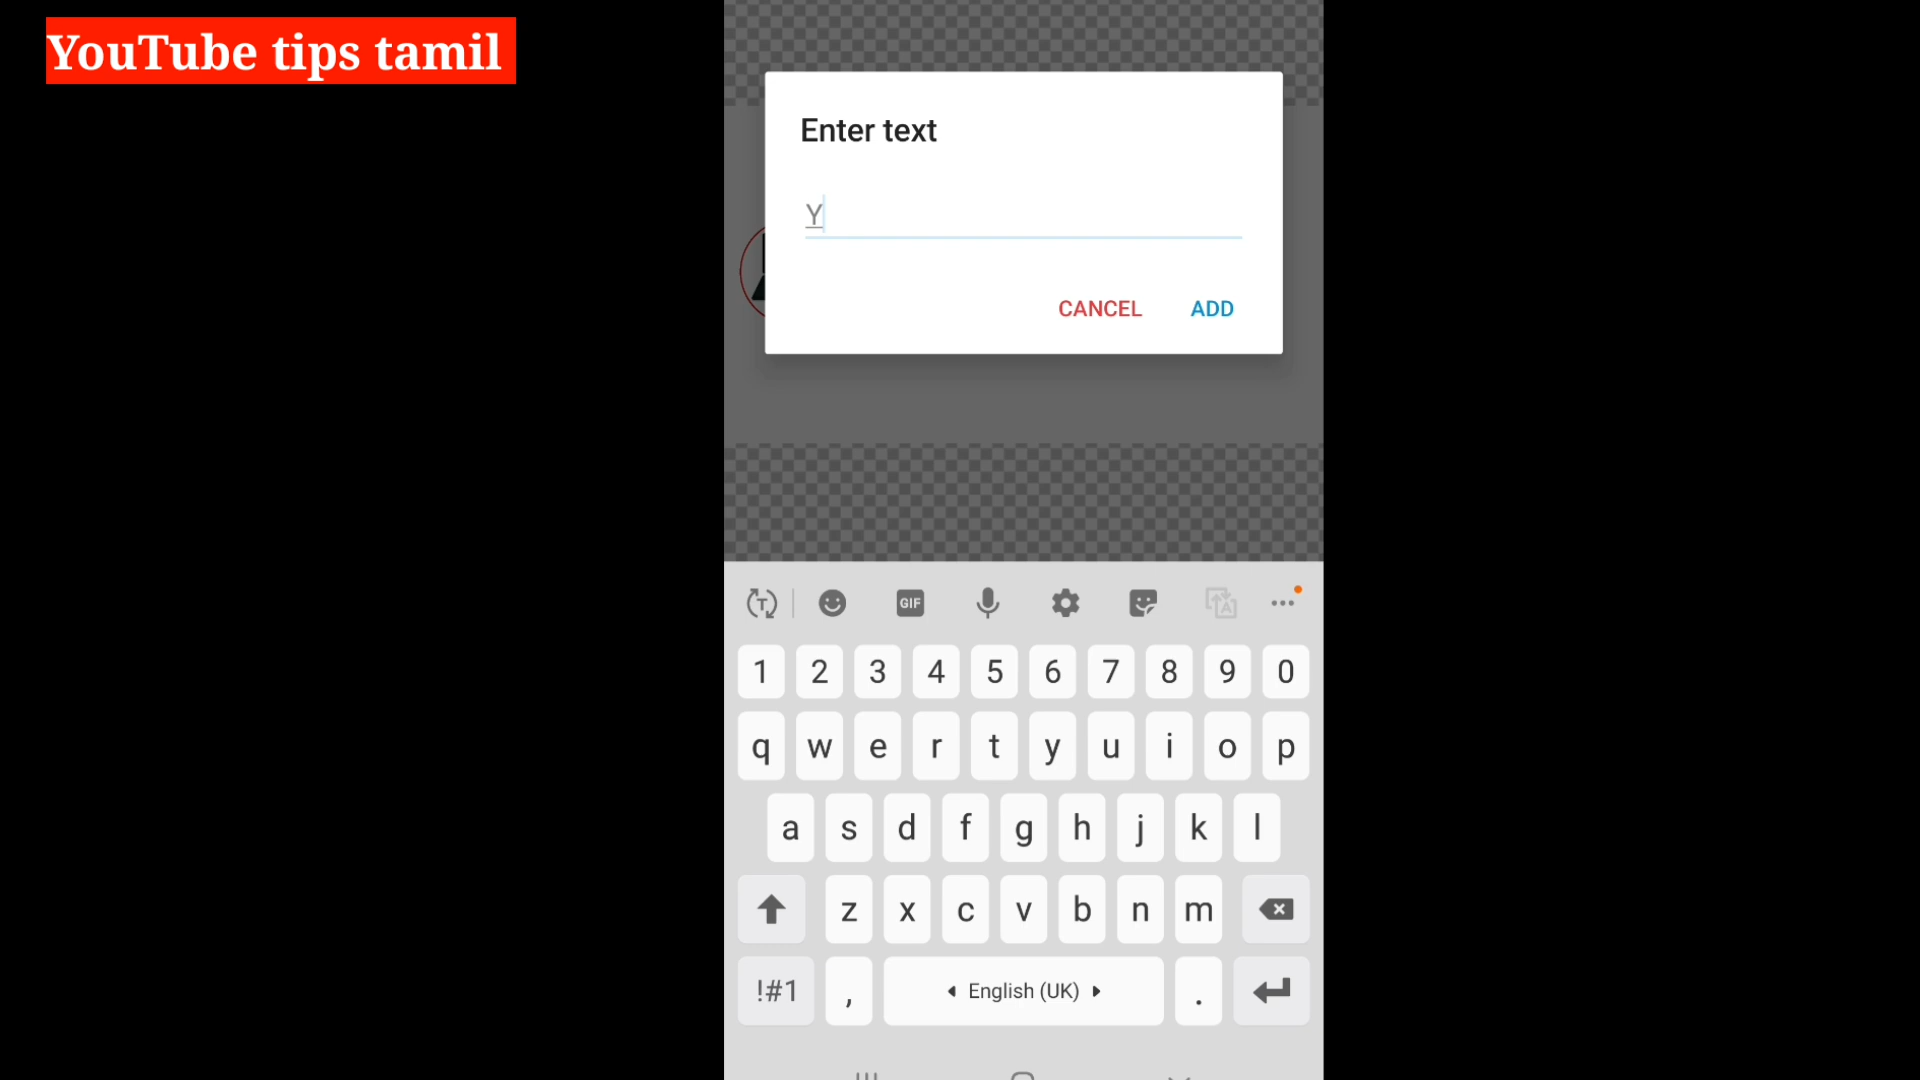 YouTube tips tamil
Enter text
Y
CANCEL ADD
T GIF A
1 2 3 4 5 6 7 8 9 0
q w e r t y u i o p
a s d f g h j k l
z x c v b n m
!#1 , English (UK) .